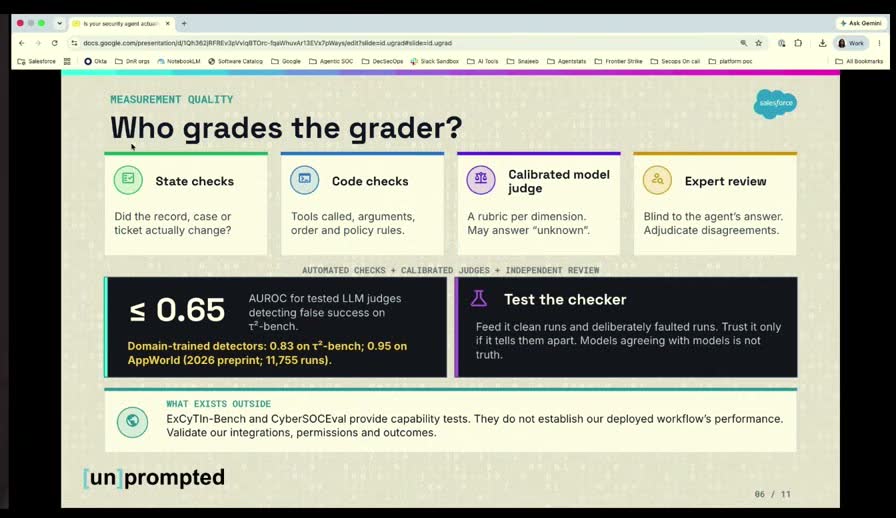 Is your security agent actual
Ask Gemini
docs.google.com/presentation/d/1Qh362jRFREv3pVviqBTOrc-fqaWhuvAr13EVx7pWays/edit?slide=id.ugrad#slide=id.ugrad
Work
Salesforce
Okta
DnR orgs
NotebookLM
Software Catalog
Google
Agentic SOC
DecSecOps
Slack Sandbox
AI Tools
Snajeeb
Agentstats
Frontier Strike
Secops On call
platform poc
All Bookmarks
MEASUREMENT QUALITY
salesforce
Who grades the grader?
State checks
Did the record, case or
ticket actually change?
Code checks
Tools called, arguments,
order and policy rules.
Calibrated model
judge
A rubric per dimension.
May answer “unknown”.
Expert review
Blind to the agent’s answer.
Adjudicate disagreements.
AUTOMATED CHECKS + CALIBRATED JUDGES + INDEPENDENT REVIEW
≤ 0.65
AUROC for tested LLM judges
detecting false success on
τ²-bench.
Domain-trained detectors: 0.83 on τ²-bench; 0.95 on
AppWorld (2026 preprint; 11,755 runs).
Test the checker
Feed it clean runs and deliberately faulted runs. Trust it only
if it tells them apart. Models agreeing with models is not
truth.
WHAT EXISTS OUTSIDE
ExCyTIn-Bench and CyberSOCEval provide capability tests. They do not establish our deployed workflow’s performance.
Validate our integrations, permissions and outcomes.
[un]prompted
06 / 11